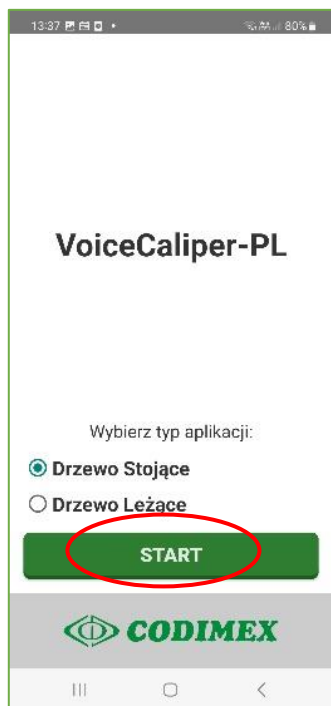 13:37 80%
VoiceCaliper-PL
Wybierz typ aplikacji:
Drzewo Stojące
Drzewo Leżące
START
CODIMEX